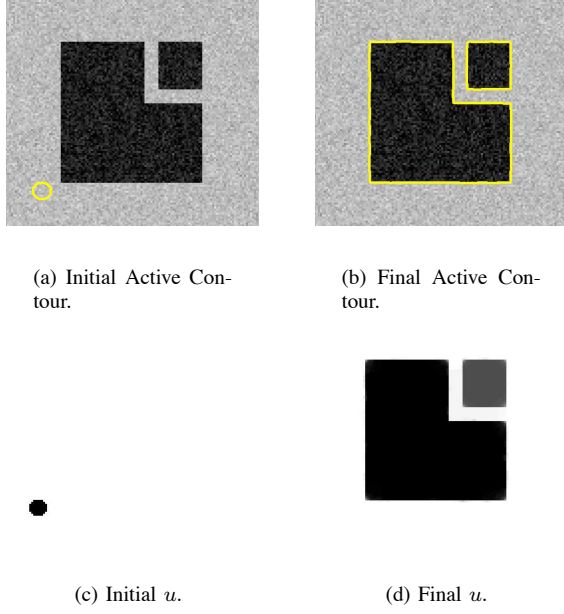 (a) Initial Active Con-
tour.
(b) Final Active Con-
tour.
(c) Initial u.
(d) Final u.